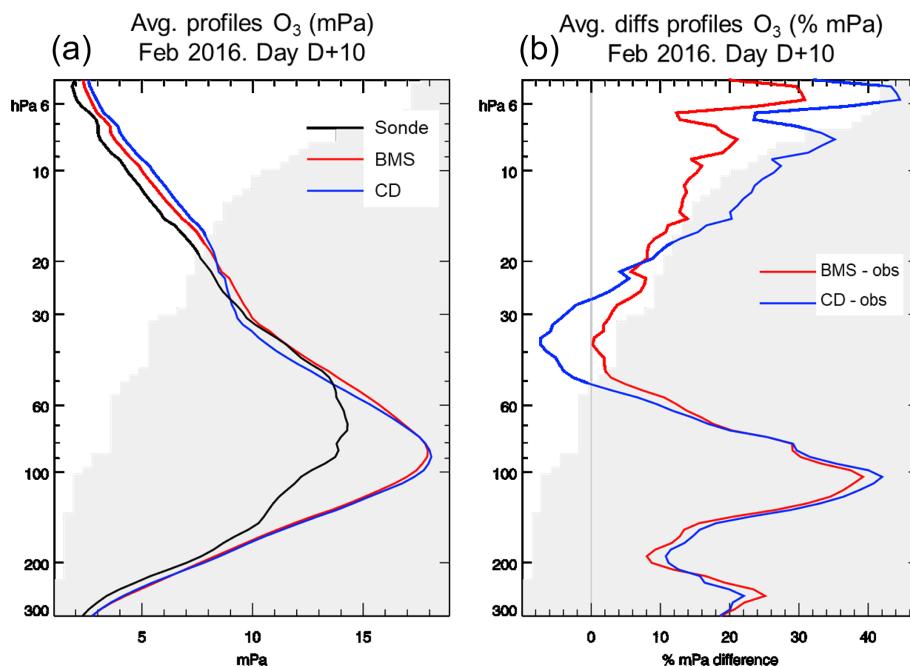 Avg. profiles O3 (mPa)
Feb 2016. Day D+10
(a)
hPa 6
10
20
30
60
100
200
300
Sonde
BMS
CD
5
10
15
mPa
Avg. diffs profiles O3 (% mPa)
Feb 2016. Day D+10
(b)
hPa 6
10
20
30
60
100
200
300
BMS - obs
CD - obs
0
10
20
30
40
% mPa difference